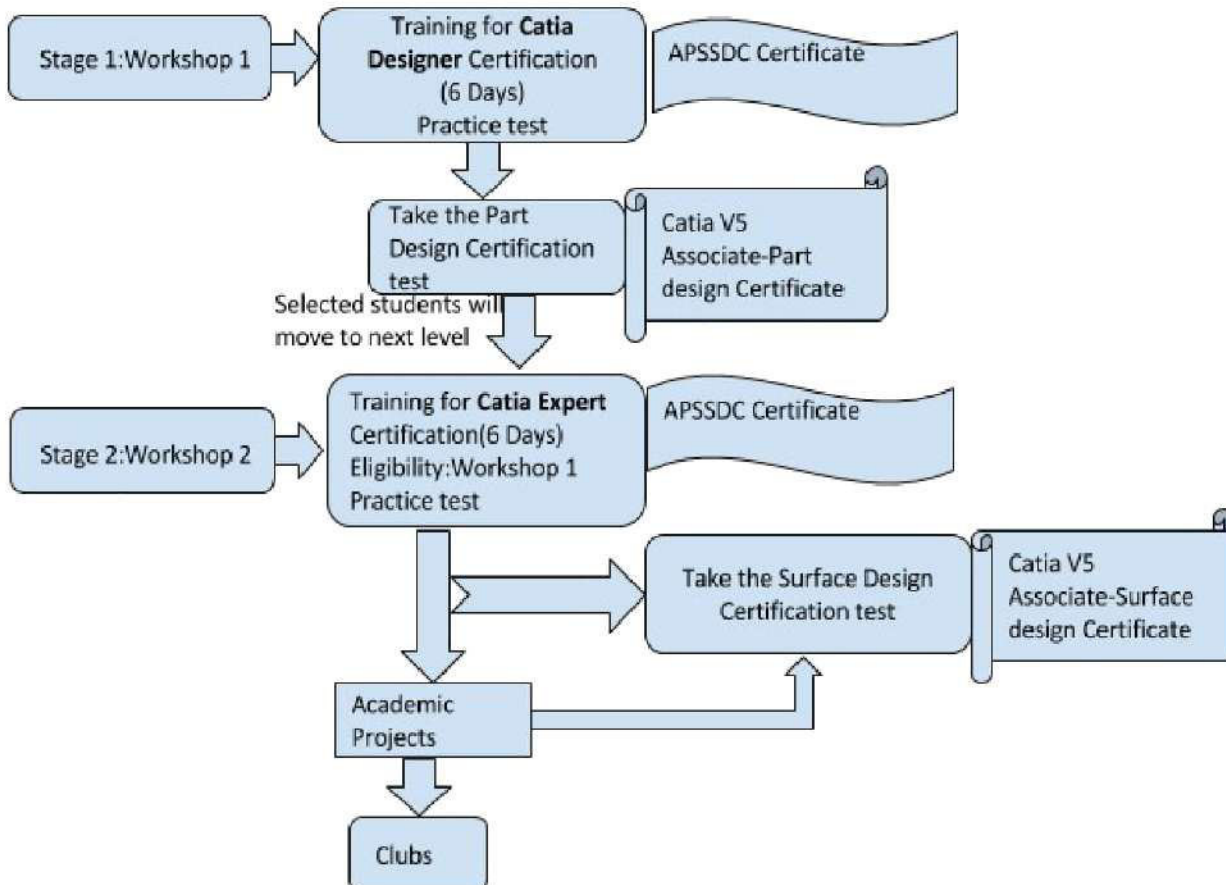 Stage 1:Workshop 1
Training for Catia
Designer Certification
(6 Days)
Practice test
APSSDC Certificate
Take the Part
Design Certification
test
Catia V5
Associate-Part
design Certificate
Selected students will
move to next level
Stage 2:Workshop 2
Training for Catia Expert
Certification(6 Days)
Eligibility:Workshop 1
Practice test
APSSDC Certificate
Take the Surface Design
Certification test
Catia V5
Associate-Surface
design Certificate
Academic
Projects
Clubs